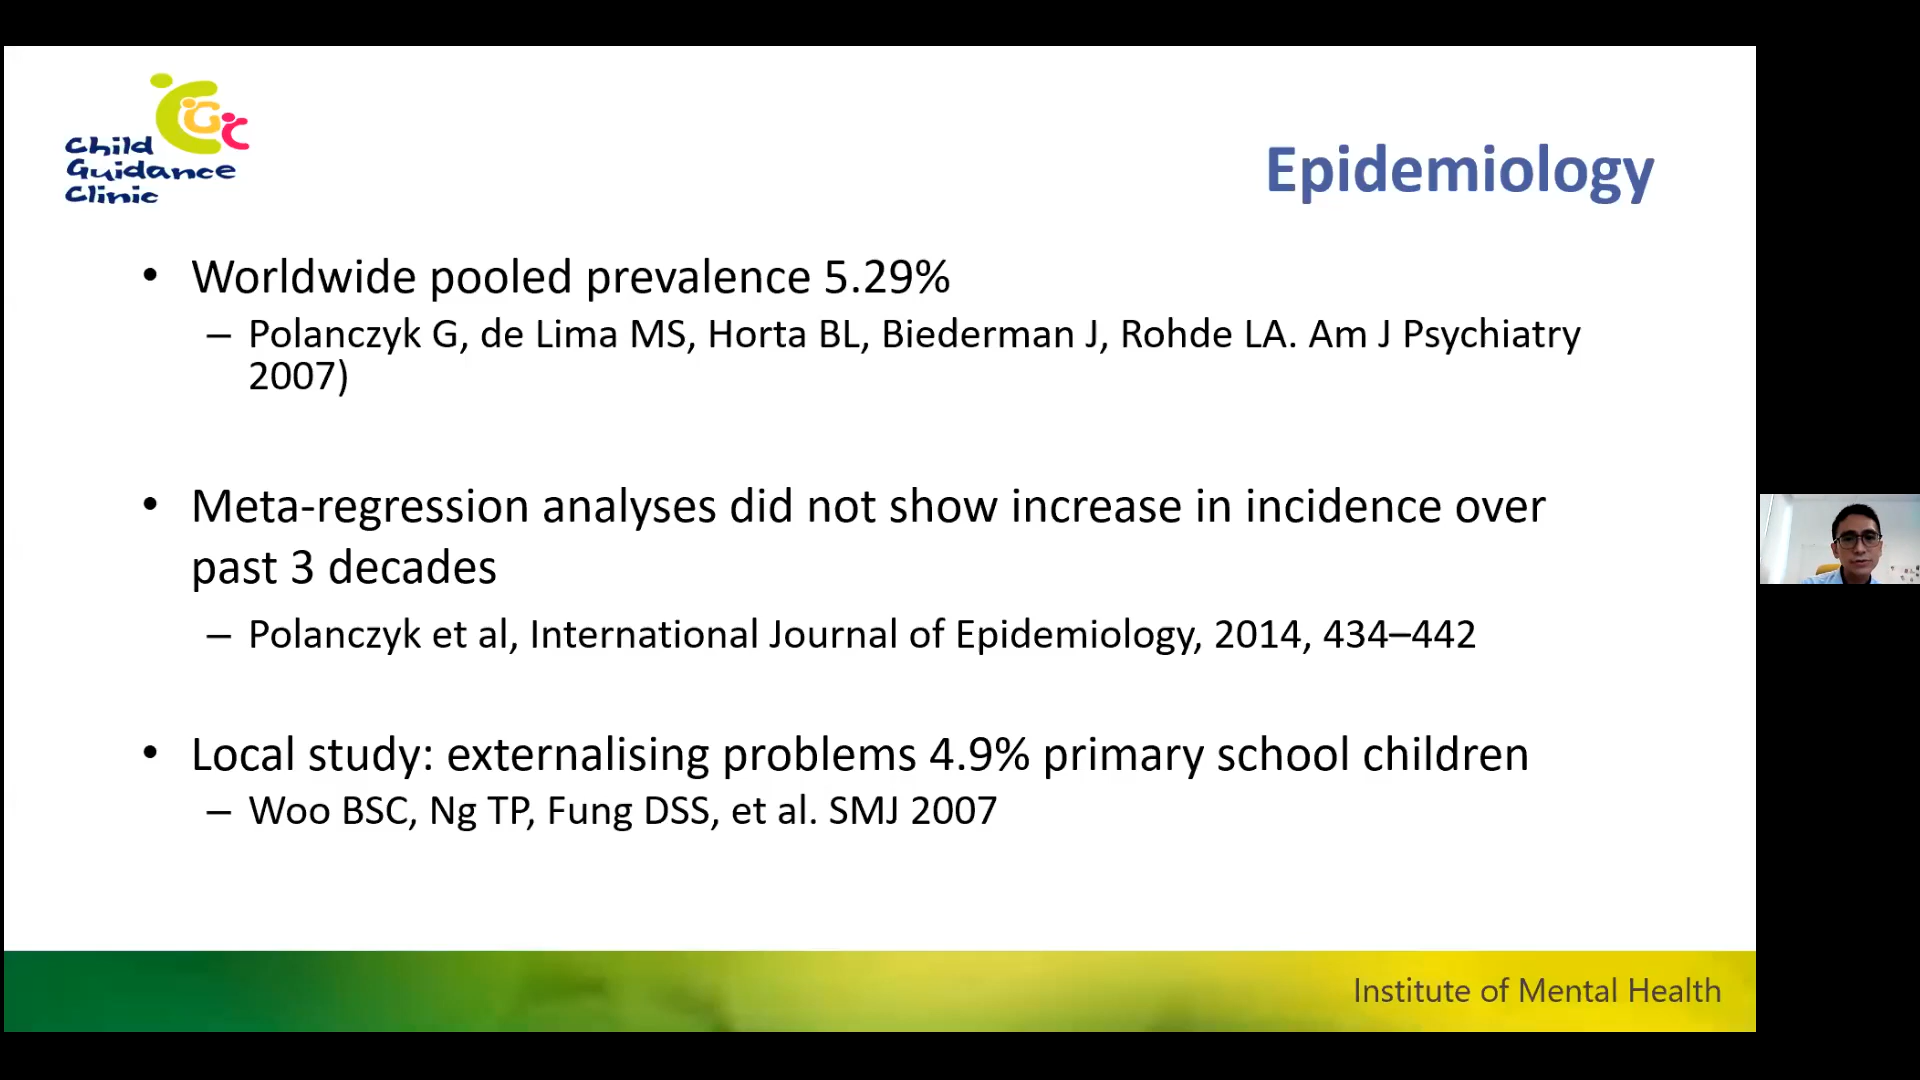 CGC
Child
Guidance
Clinic
Epidemiology
• Worldwide pooled prevalence 5.29%
– Polanczyk G, de Lima MS, Horta BL, Biederman J, Rohde LA. Am J Psychiatry
2007)
• Meta-regression analyses did not show increase in incidence over
past 3 decades
– Polanczyk et al, International Journal of Epidemiology, 2014, 434–442
• Local study: externalising problems 4.9% primary school children
– Woo BSC, Ng TP, Fung DSS, et al. SMJ 2007
Institute of Mental Health